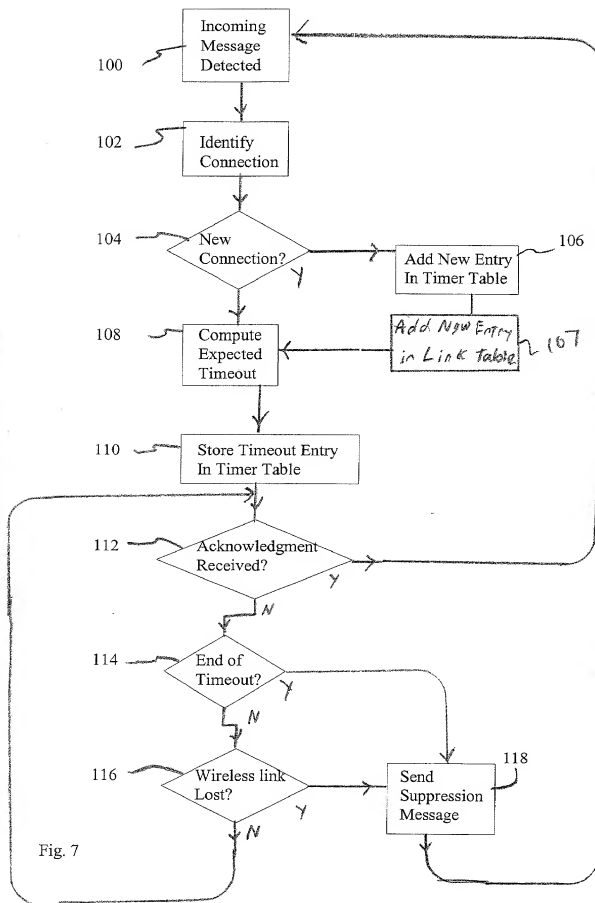 Incoming
Message
Detected
100
102
Identify
Connection
104
New
Connection?
Y
106
Add New Entry
In Timer Table
108
Compute
Expected
Timeout
Add New Entry
in Link Table
107
110
Store Timeout Entry
In Timer Table
112
Acknowledgment
Received?
Y
N
114
End of
Timeout?
Y
N
116
Wireless link
Lost?
Y
N
118
Send
Suppression
Message
Fig. 7